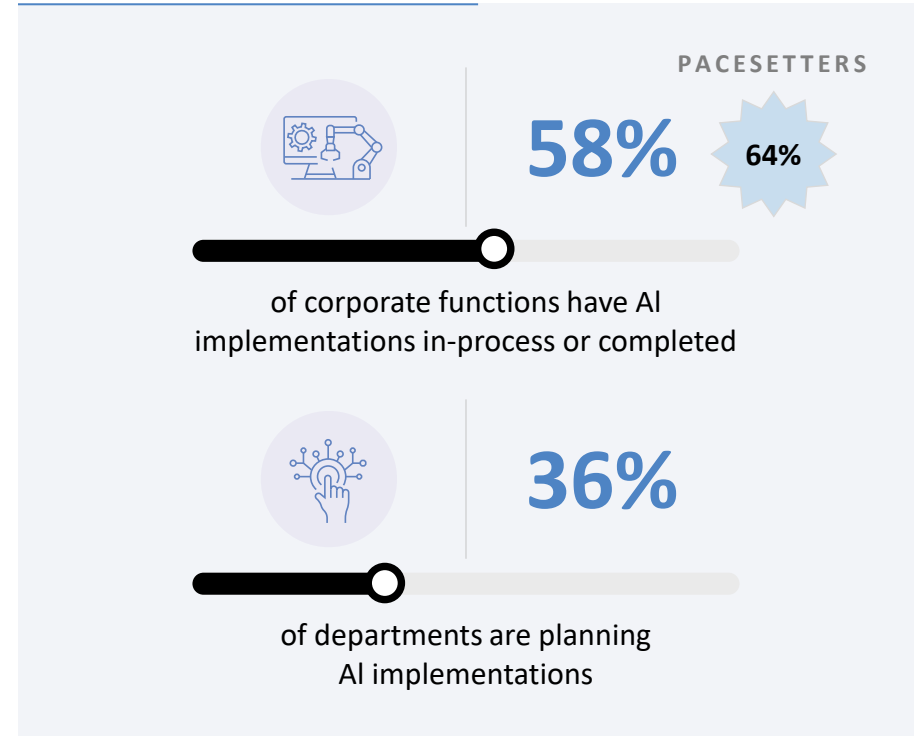 PACESETTERS
58%
64%
of corporate functions have AI
implementations in-process or completed
36%
of departments are planning
AI implementations